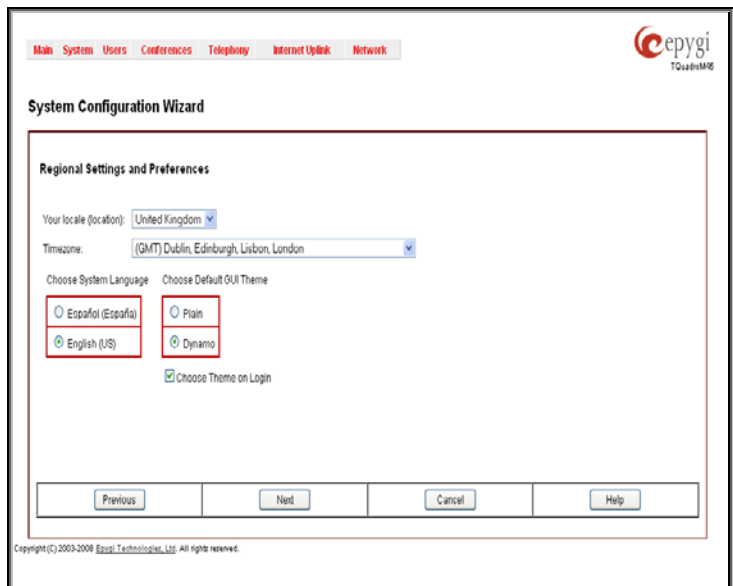 Main System Users Conferences Telephony Internet Uplink Network
epygi
TQuadroM45
System Configuration Wizard
Regional Settings and Preferences
Your locale (location): United Kingdom
Timezone: (GMT) Dublin, Edinburgh, Lisbon, London
Choose System Language Choose Default GUI Theme
Español (España) Plain
English (US) Dynamo
Choose Theme on Login
Previous Next Cancel Help
Copyright (C) 2003-2008 Epygi Technologies, Ltd. All rights reserved.